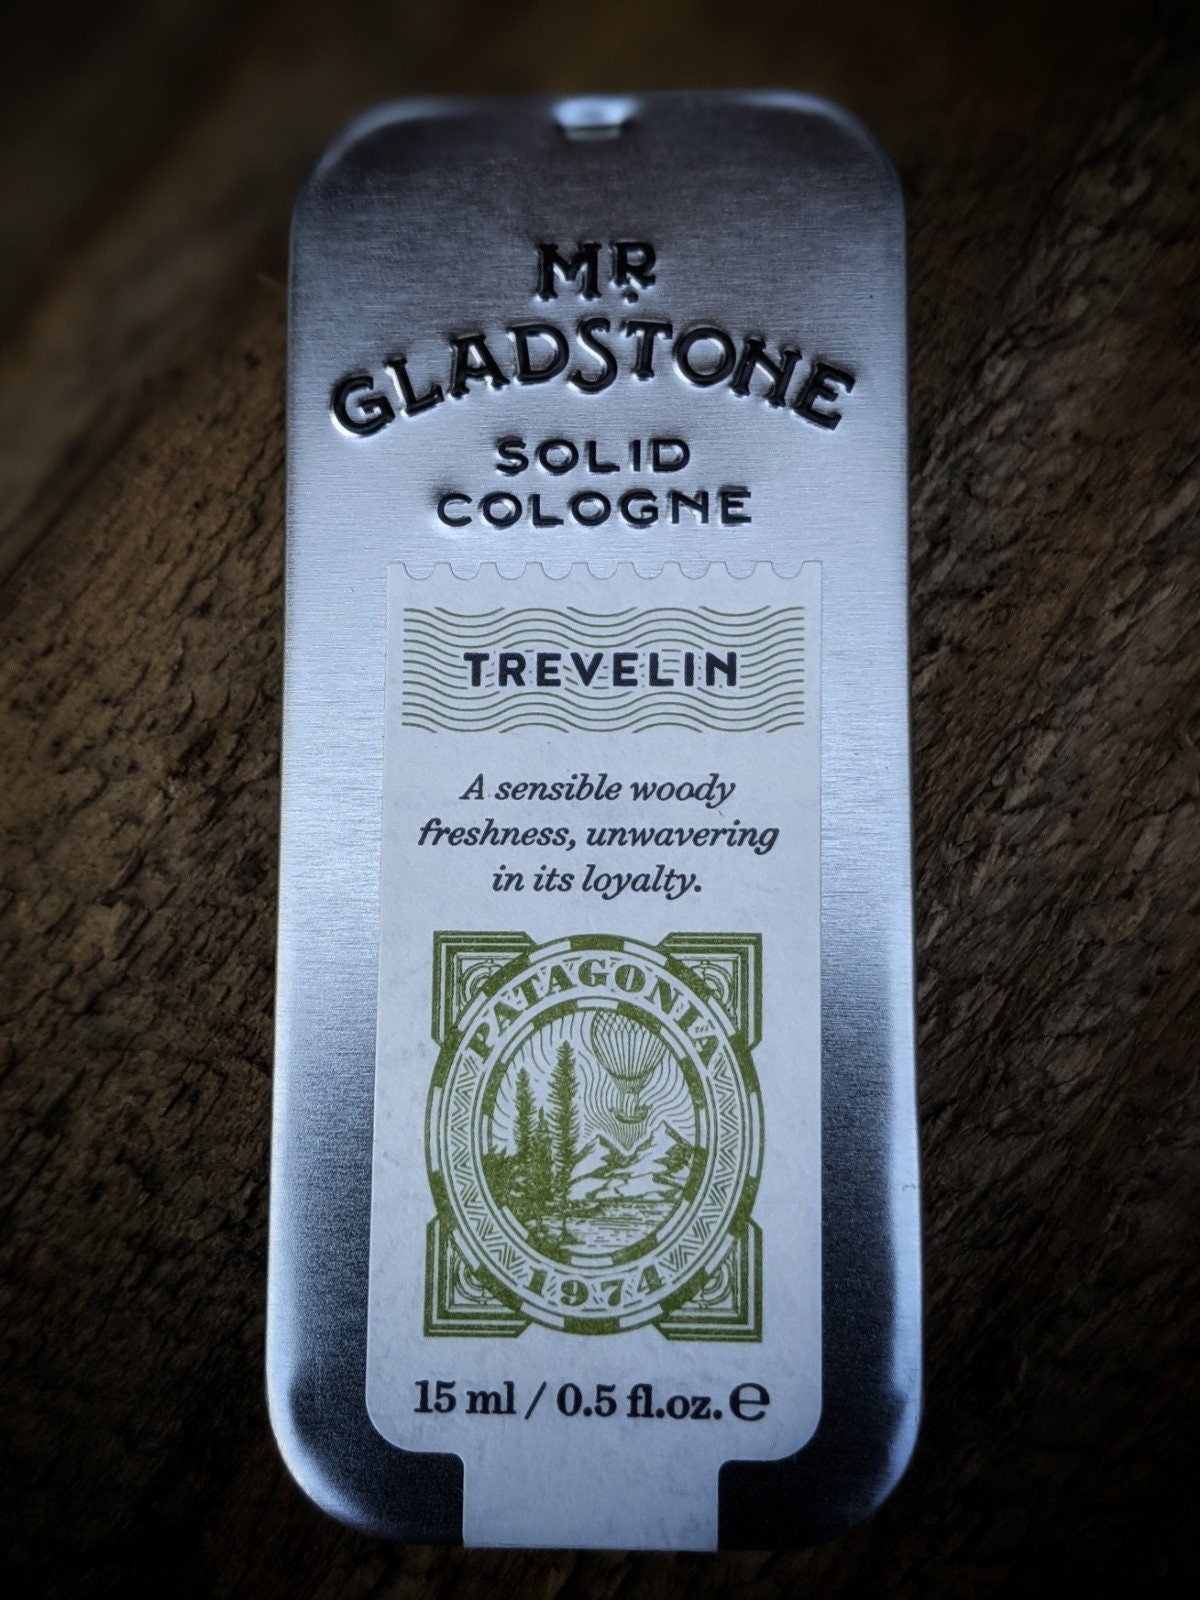 MR.
GLADSTONE
SOLID
COLOGNE
TREVELIN
A sensible woody
freshness, unwavering
in its loyalty.
PATAGONIA
1974
15 ml / 0.5 fl.oz. ℮